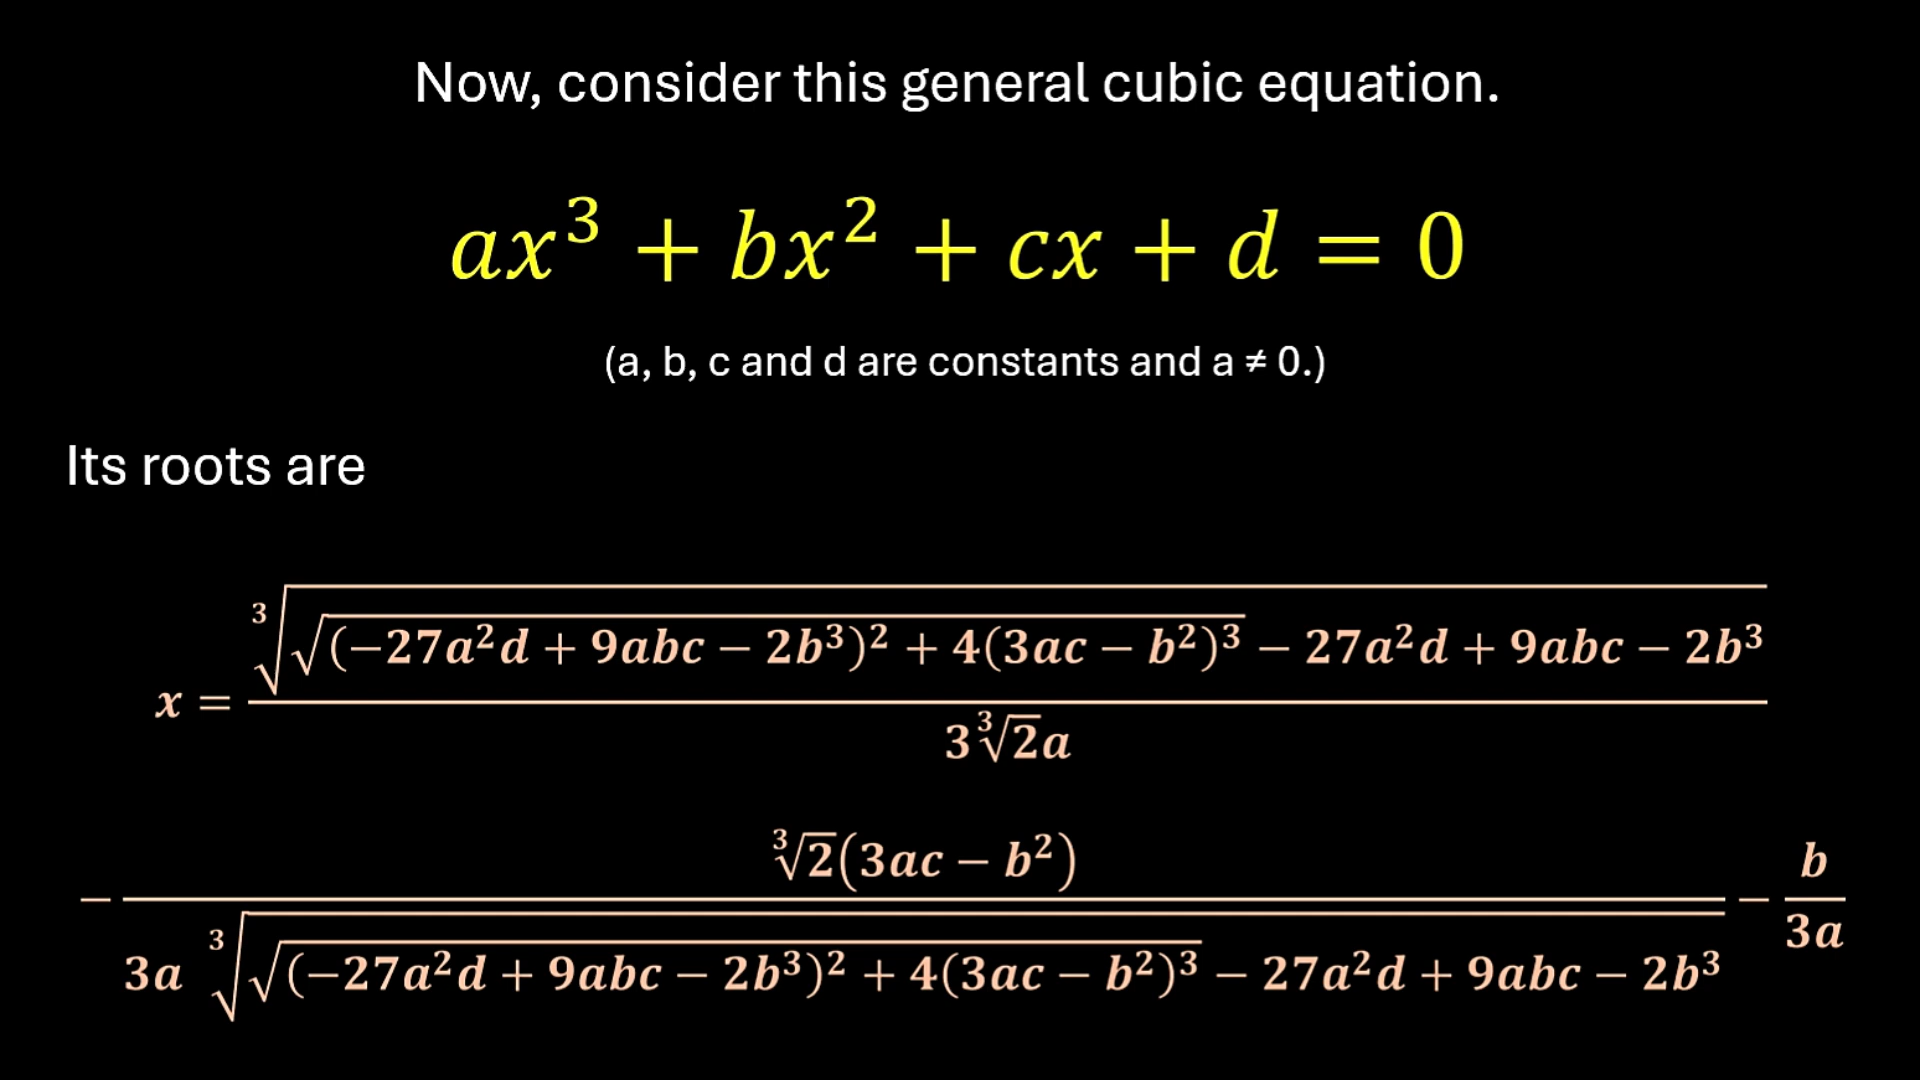 Now, consider this general cubic equation.
ax³ + bx² + cx + d = 0
(a, b, c and d are constants and a ≠ 0.)
Its roots are
x = ∛(√((−27a²d + 9abc − 2b³)² + 4(3ac − b²)³) − 27a²d + 9abc − 2b³) / (3∛2a)
− ∛2(3ac − b²) / (3a ∛(√((−27a²d + 9abc − 2b³)² + 4(3ac − b²)³) − 27a²d + 9abc − 2b³)) − b/(3a)